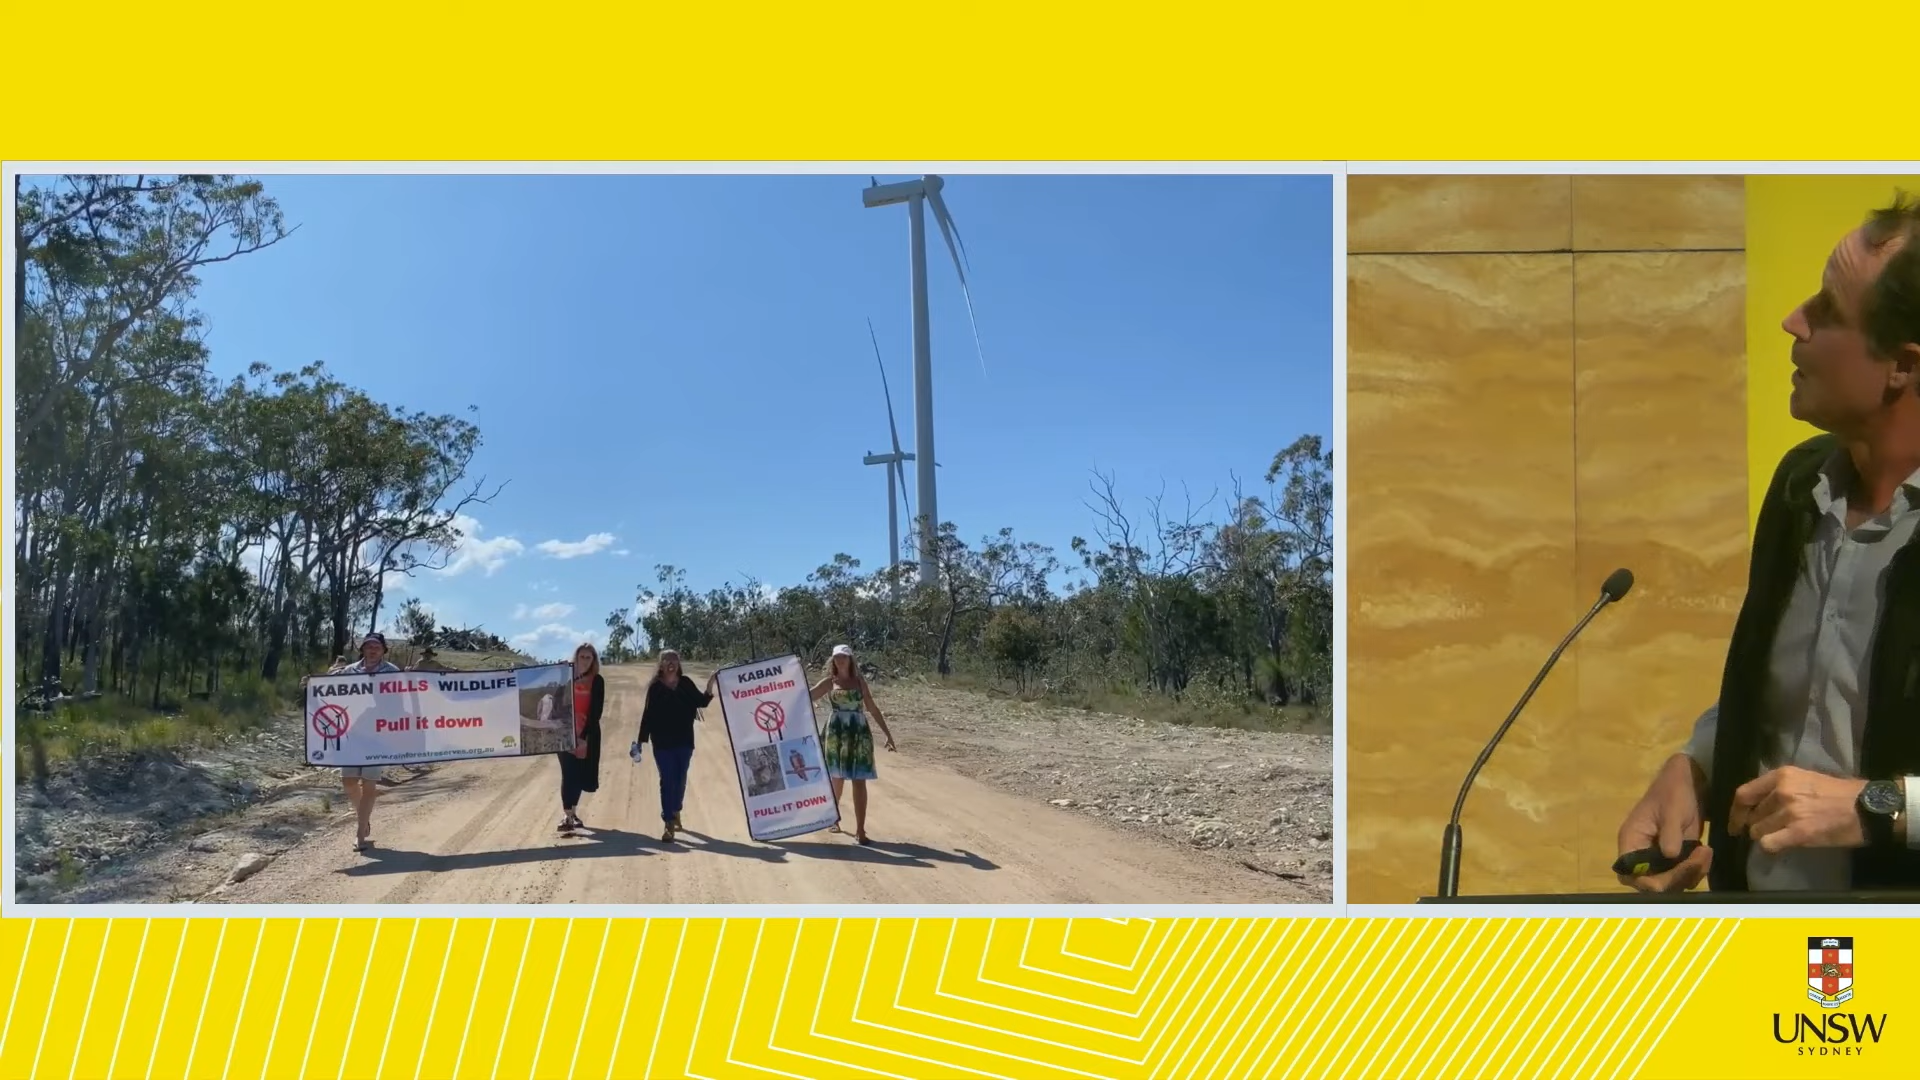 KABAN KILLS WILDLIFE
Pull it down
www.rainforestreserves.org.au
KABAN
Vandalism
PULL IT DOWN
UNSW
SYDNEY